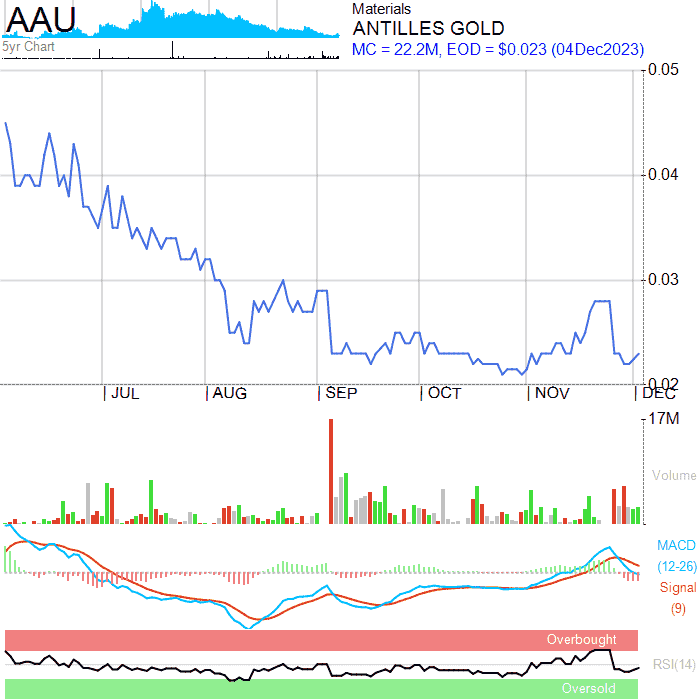 AAU
5yr Chart
Materials
ANTILLES GOLD
MC = 22.2M, EOD = $0.023 (04Dec2023)
0.05
0.04
0.03
0.02
JUL AUG SEP OCT NOV DEC
17M
Volume
MACD
(12-26)
Signal
(9)
Overbought
RSI(14)
Oversold